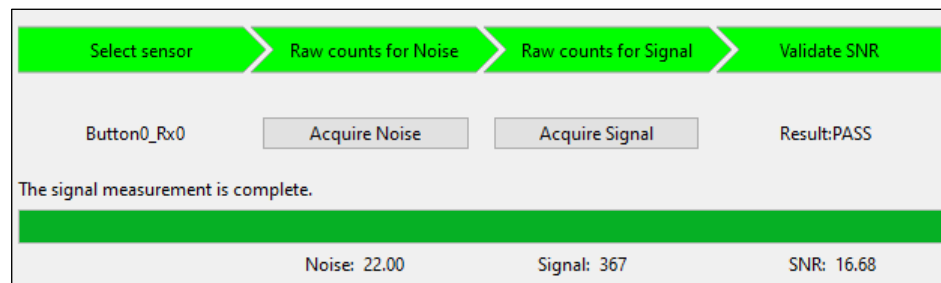 Select sensor Raw counts for Noise Raw counts for Signal Validate SNR
Button0_Rx0 Acquire Noise Acquire Signal Result:PASS
The signal measurement is complete.
Noise: 22.00 Signal: 367 SNR: 16.68